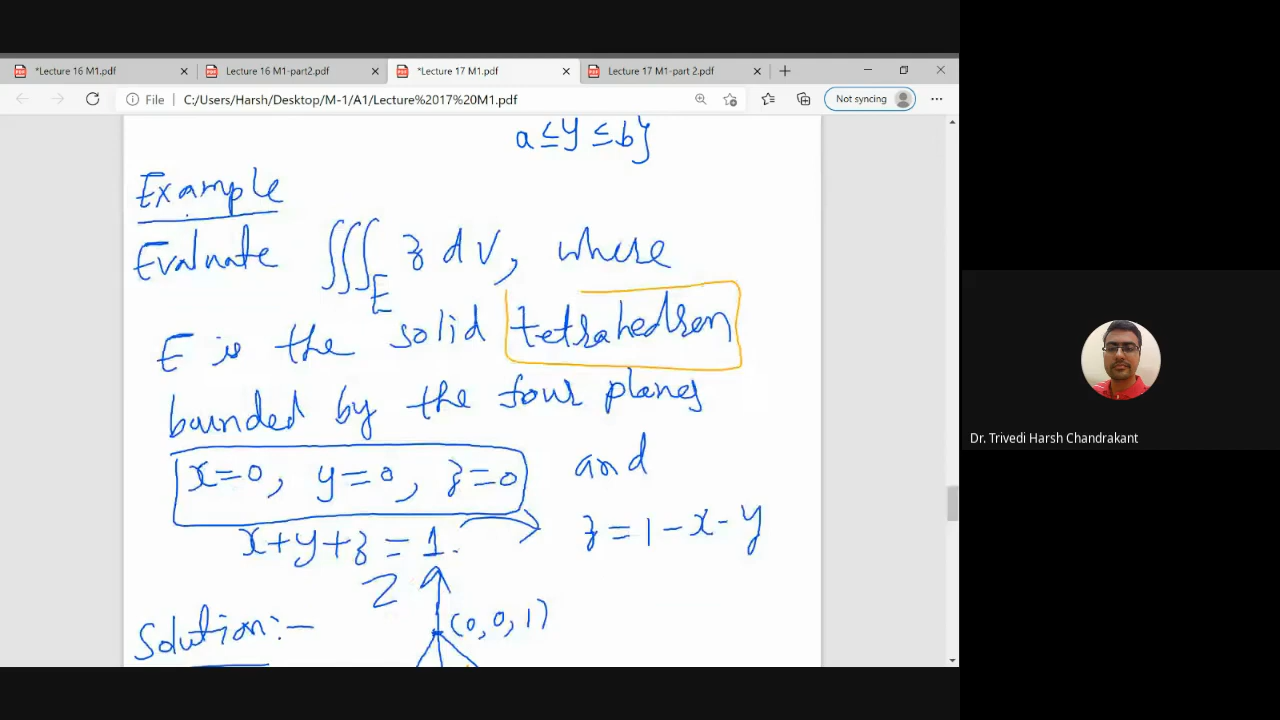 *Lecture 16 M1.pdf
Lecture 16 M1-part2.pdf
*Lecture 17 M1.pdf
Lecture 17 M1-part 2.pdf
File | C:/Users/Harsh/Desktop/M-1/A1/Lecture%2017%20M1.pdf
Not syncing
a ≤ y ≤ b}
Example
Evaluate ∭_E z dV, where
E is the solid tetrahedron
bounded by the four planes
x=0, y=0, z=0 and
x+y+z = 1. z = 1-x-y
Z
(0, 0, 1)
Solution:-
Dr. Trivedi Harsh Chandrakant